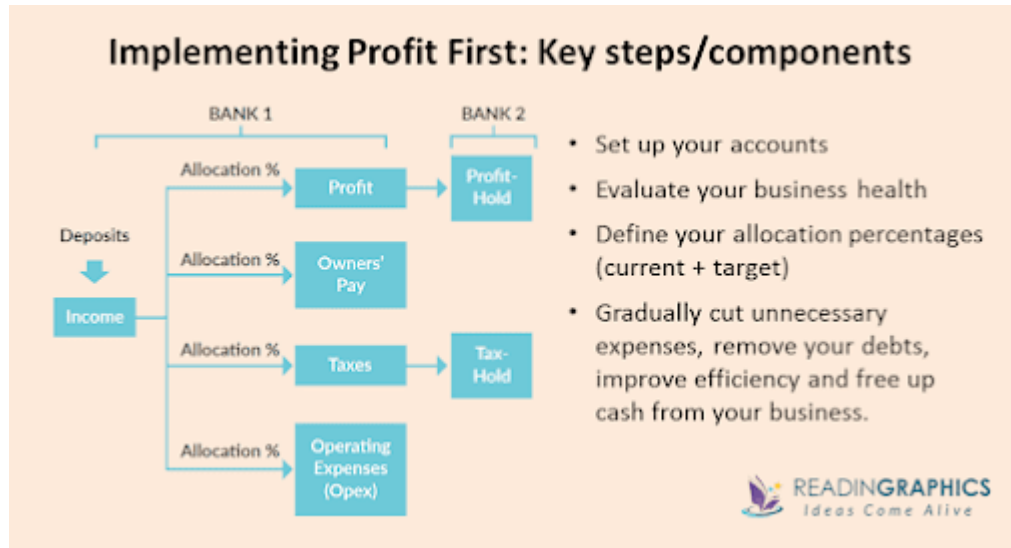 Implementing Profit First: Key steps/components
BANK 1
BANK 2
Deposits
Income
Allocation %
Profit
Profit-
Hold
Allocation %
Owners'
Pay
Allocation %
Taxes
Tax-
Hold
Allocation %
Operating
Expenses
(Opex)
• Set up your accounts
• Evaluate your business health
• Define your allocation percentages
(current + target)
• Gradually cut unnecessary
expenses, remove your debts,
improve efficiency and free up
cash from your business.
READINGRAPHICS
Ideas Come Alive